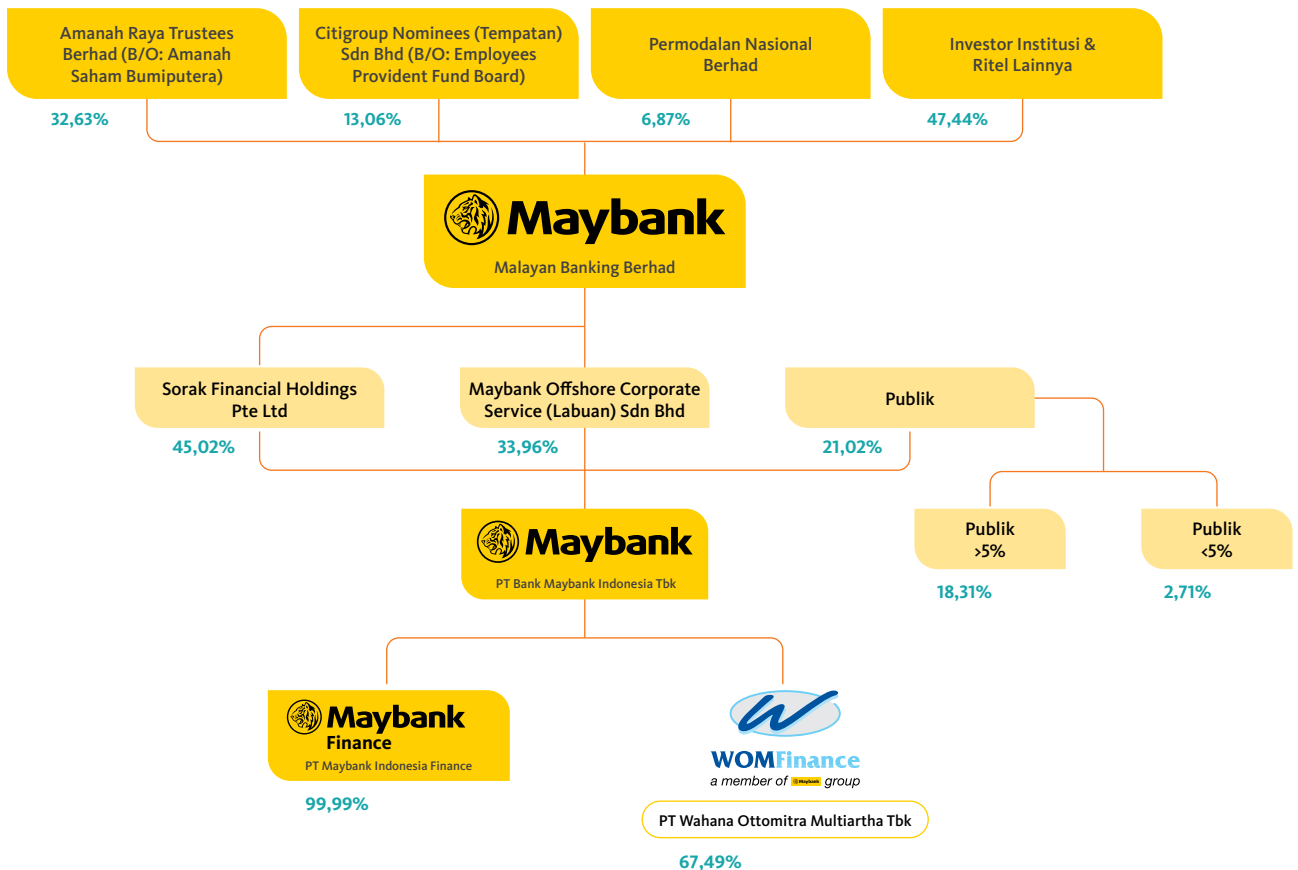 Amanah Raya Trustees
Berhad (B/O: Amanah
Saham Bumiputera)
32,63%
Citigroup Nominees (Tempatan)
Sdn Bhd (B/O: Employees
Provident Fund Board)
13,06%
Permodalan Nasional
Berhad
6,87%
Investor Institusi &
Ritel Lainnya
47,44%
Maybank
Malayan Banking Berhad
Sorak Financial Holdings
Pte Ltd
45,02%
Maybank Offshore Corporate
Service (Labuan) Sdn Bhd
33,96%
Publik
21,02%
Maybank
PT Bank Maybank Indonesia Tbk
Publik
>5%
18,31%
Publik
<5%
2,71%
Maybank
Finance
PT Maybank Indonesia Finance
99,99%
W
WOMFinance
a member of Maybank group
PT Wahana Ottomitra Multiartha Tbk
67,49%